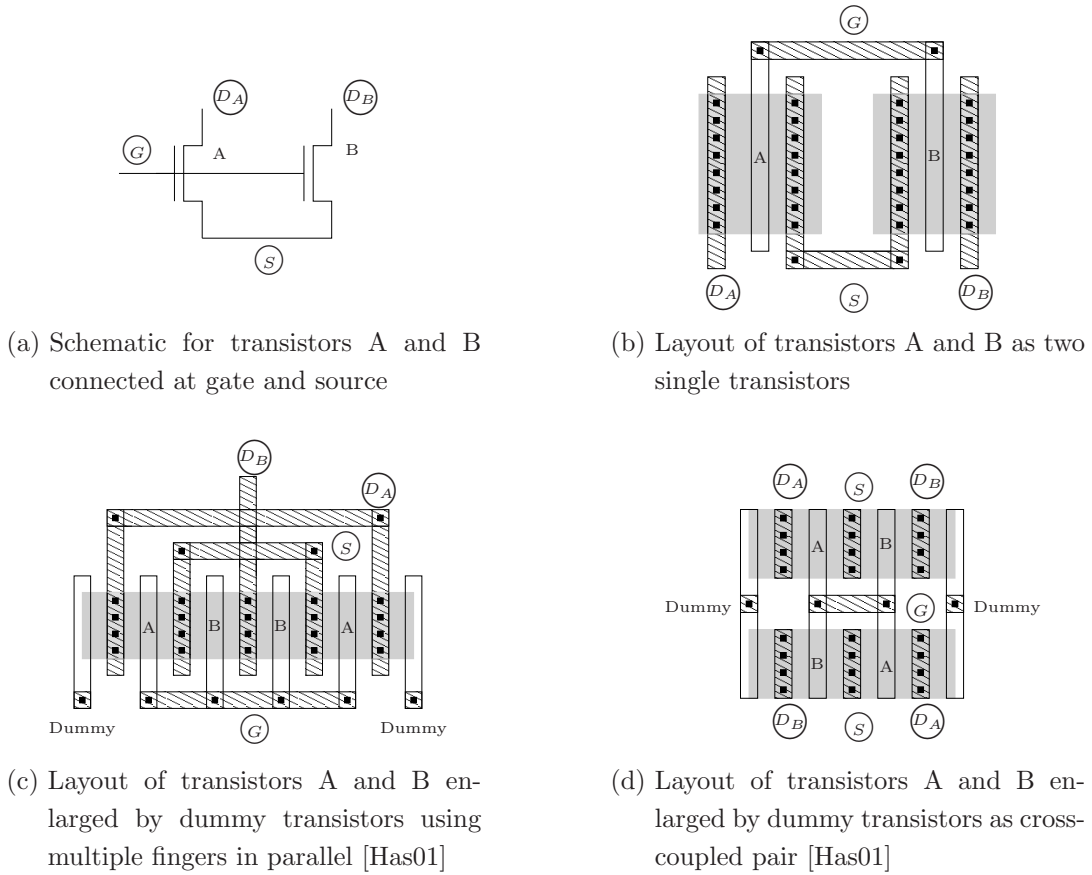 G
D_A
D_B
G
A
B
S
A
B
D_A
S
D_B
(a) Schematic for transistors A and B
connected at gate and source
(b) Layout of transistors A and B as two
single transistors
D_B
D_A
S
A
B
B
A
Dummy
G
Dummy
D_A
S
D_B
A
B
Dummy
G
Dummy
B
A
D_B
S
D_A
(c) Layout of transistors A and B en-
larged by dummy transistors using
multiple fingers in parallel [Has01]
(d) Layout of transistors A and B en-
larged by dummy transistors as cross-
coupled pair [Has01]